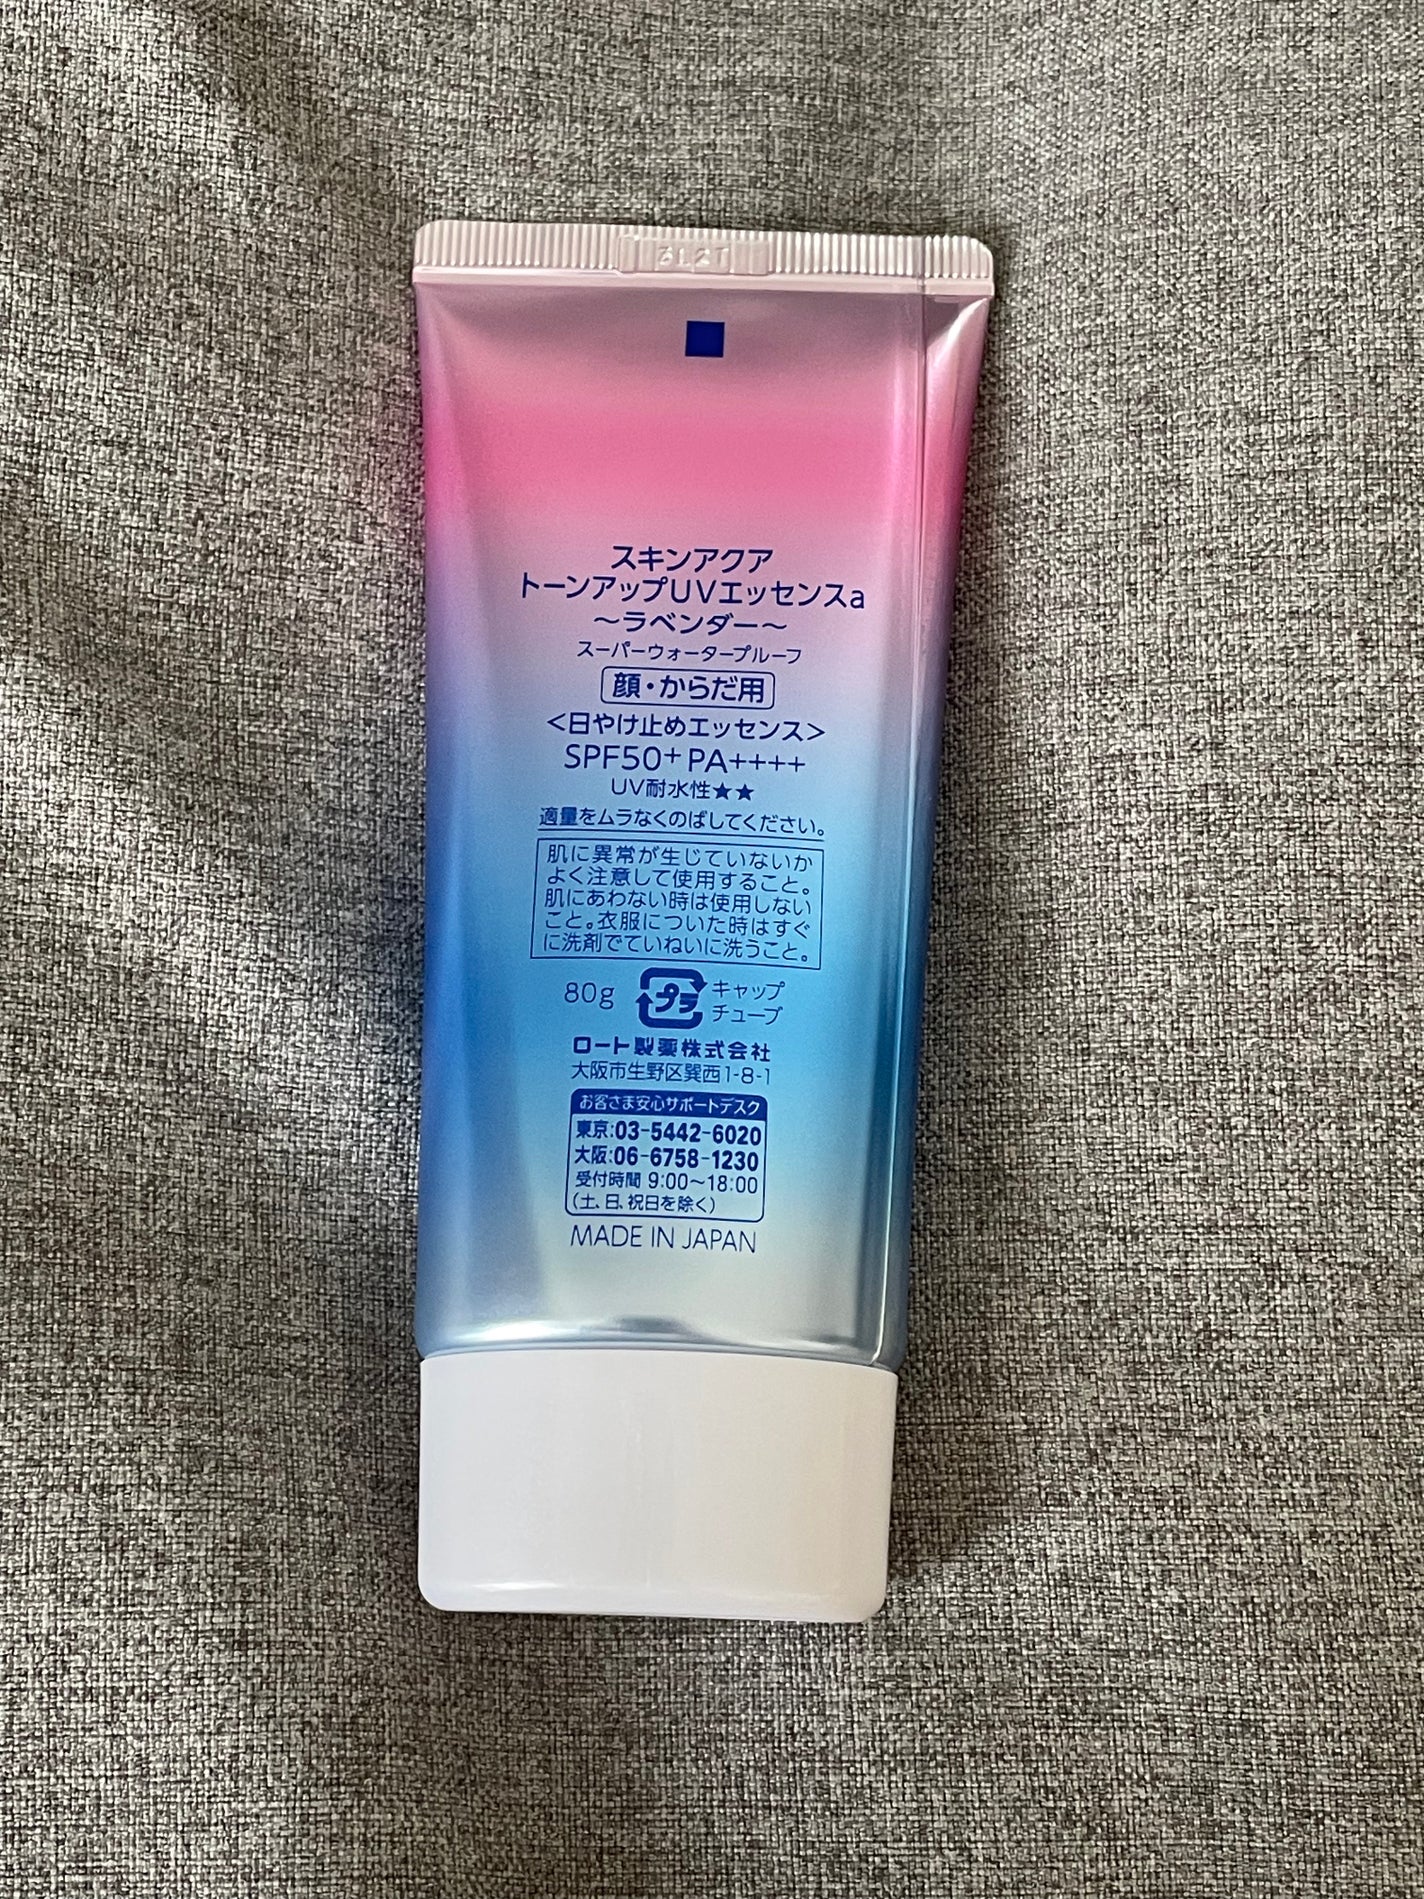 3L2T
スキンアクア
トーンアップUVエッセンスa
～ラベンダー～
スーパーウォータープルーフ
顔・からだ用
＜日やけ止めエッセンス＞
SPF50+ PA++++
UV耐水性★★
適量をムラなくのばしてください。
肌に異常が生じていないか
よく注意して使用すること。
肌にあわない時は使用しない
こと。衣服についた時はすぐ
に洗剤でていねいに洗うこと。
80g プラ キャップ
チューブ
ロート製薬株式会社
大阪市生野区巽西1-8-1
お客さま安心サポートデスク
東京:03-5442-6020
大阪:06-6758-1230
受付時間 9:00～18:00
(土、日、祝日を除く)
MADE IN JAPAN